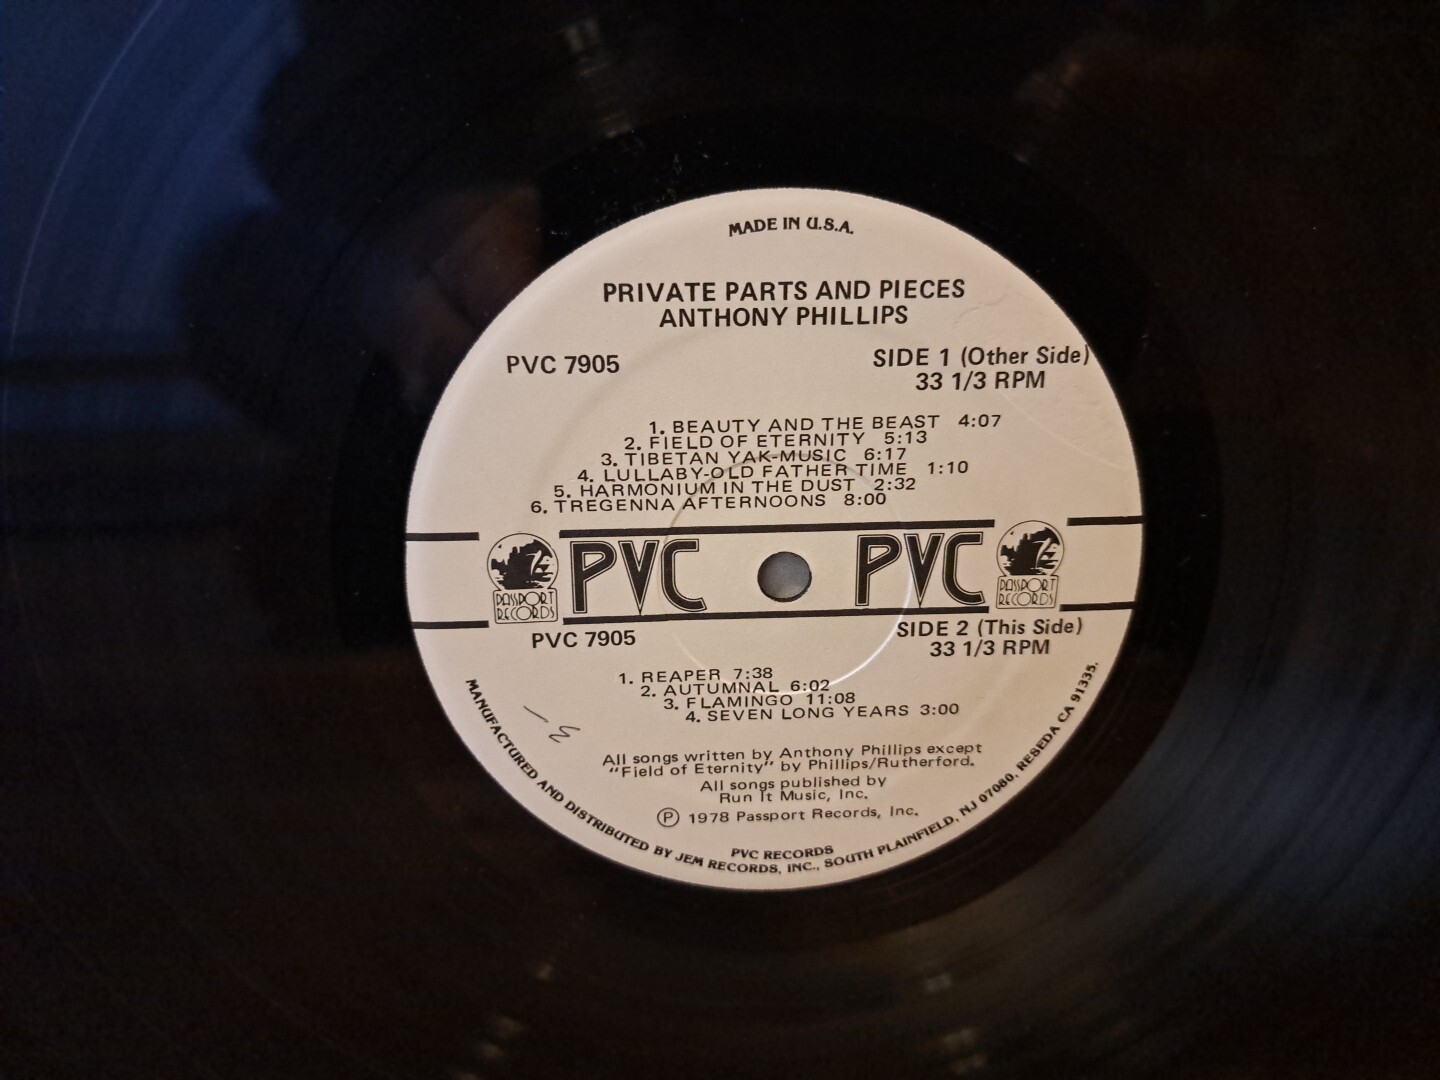 MADE IN U.S.A.
PRIVATE PARTS AND PIECES
ANTHONY PHILLIPS
PVC 7905
SIDE 1 (Other Side)
33 1/3 RPM
1. BEAUTY AND THE BEAST 4:07
2. FIELD OF ETERNITY 5:13
3. TIBETAN YAK-MUSIC 6:17
4. LULLABY-OLD FATHER TIME 1:10
5. HARMONIUM IN THE DUST 2:32
6. TREGENNA AFTERNOONS 8:00
PASSPORT
RECORDS
PVC
PVC
PASSPORT
RECORDS
PVC 7905
SIDE 2 (This Side)
33 1/3 RPM
1. REAPER 7:38
2. AUTUMNAL 6:02
3. FLAMINGO 11:08
4. SEVEN LONG YEARS 3:00
All songs written by Anthony Phillips except
"Field of Eternity" by Phillips/Rutherford.
All songs published by
Run It Music, Inc.
Ⓟ 1978 Passport Records, Inc.
PVC RECORDS
MANUFACTURED AND DISTRIBUTED BY JEM RECORDS, INC., SOUTH PLAINFIELD, NJ 07080, RESEDA CA 91335.